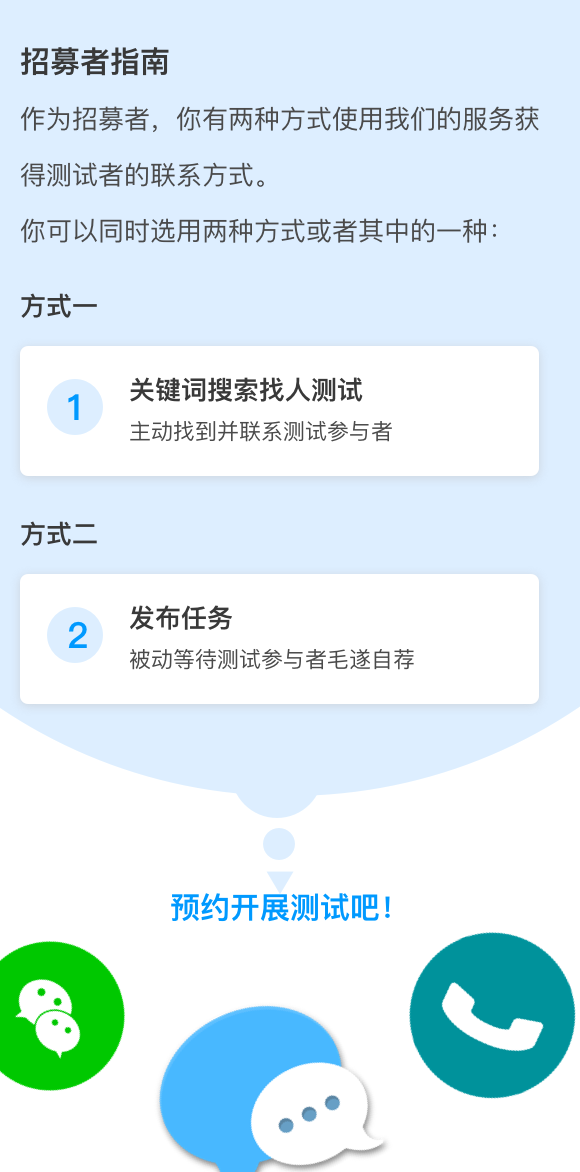 招募者指南
作为招募者，你有两种方式使用我们的服务获
得测试者的联系方式。
你可以同时选用两种方式或者其中的一种：
方式一
1
关键词搜索找人测试
主动找到并联系测试参与者
方式二
2
发布任务
被动等待测试参与者毛遂自荐
预约开展测试吧！